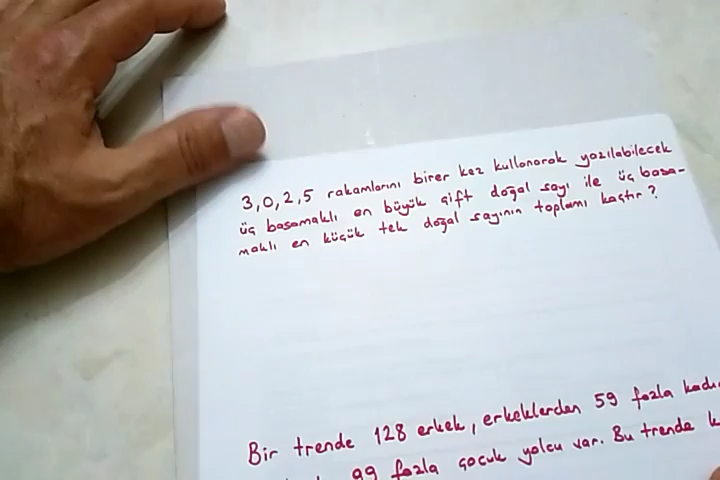 3, 0, 2, 5 rakamlarını birer kez kullanarak yazılabilecek
üç basamaklı en büyük çift doğal sayı ile üç basa-
maklı en küçük tek doğal sayının toplamı kaçtır?
Bir trende 128 erkek, erkeklerden 59 fazla
99 fazla çocuk yolcu var. Bu trende